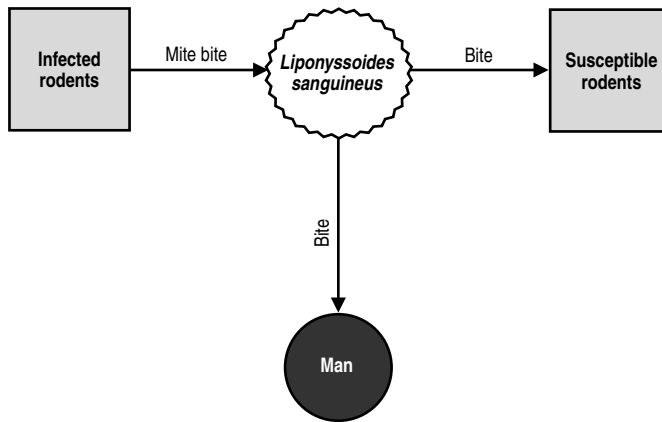 Infected
rodents
Mite bite
Liponyssoides
sanguineus
Bite
Susceptible
rodents
Bite
Man